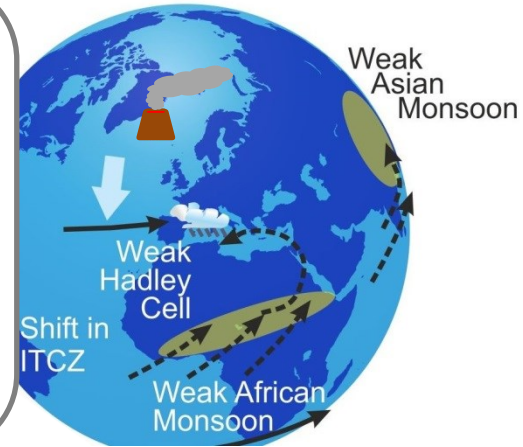 Weak
Asian
Monsoon
Weak
Hadley
Cell
Shift in
ITCZ
Weak African
Monsoon